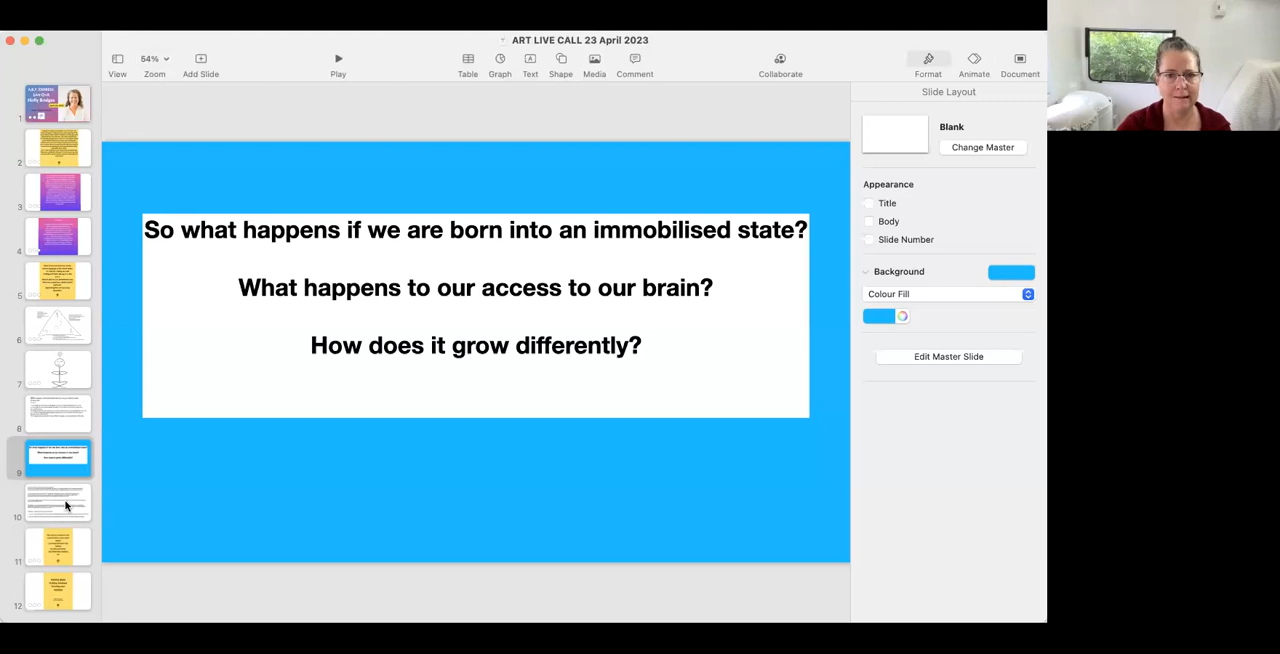 ART LIVE CALL 23 April 2023
54%
View
Zoom
Add Slide
Play
Table
Graph
Text
Shape
Media
Comment
Collaborate
Format
Animate
Document
Slide Layout
Blank
Change Master
Appearance
Title
Body
Slide Number
Background
Colour Fill
Edit Master Slide
So what happens if we are born into an immobilised state?
What happens to our access to our brain?
How does it grow differently?
1
2
3
4
5
6
7
8
9
10
11
12